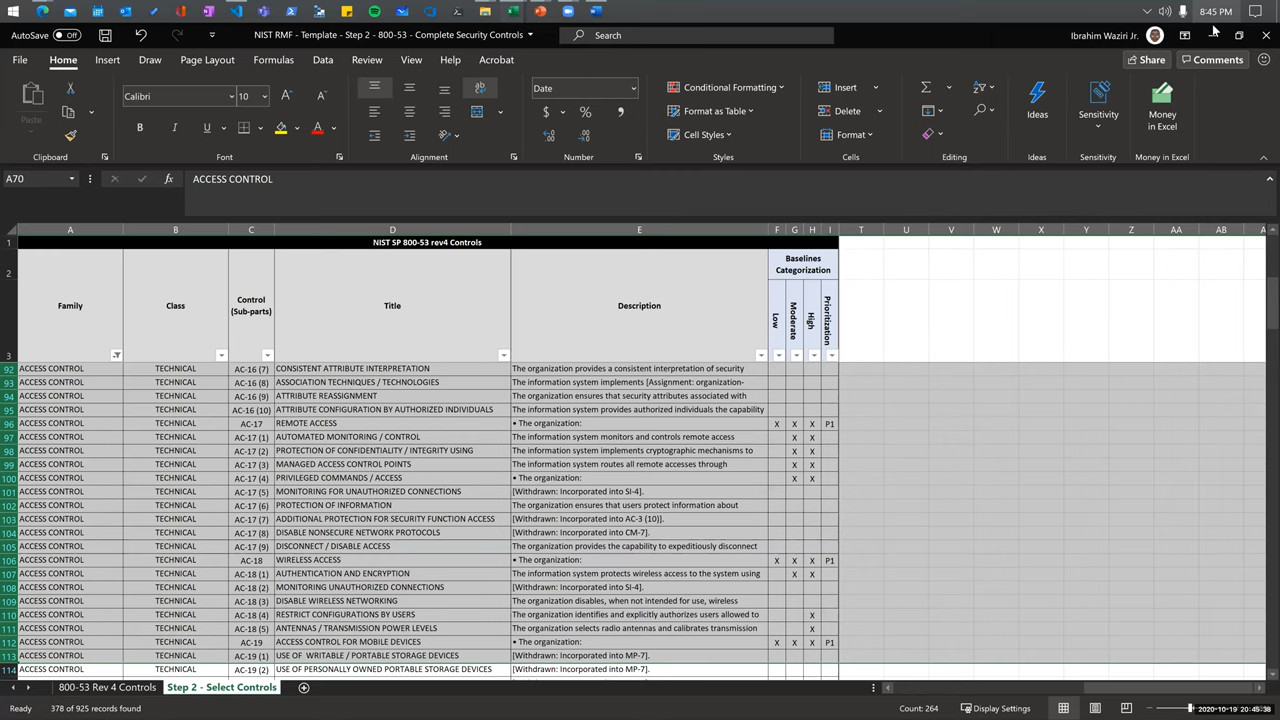 8:45 PM
AutoSave Off
NIST RMF - Template - Step 2 - 800-53 - Complete Security Controls
Search
Ibrahim Waziri Jr.
File Home Insert Draw Page Layout Formulas Data Review View Help Acrobat
Share Comments
Paste
Calibri 10
Date
Conditional Formatting
Format as Table
Cell Styles
Insert
Delete
Format
Ideas
Sensitivity
Money in Excel
B I U A
$ % ,
Clipboard Font Alignment Number Styles Cells Editing Ideas Sensitivity Money in Excel
A70 fx ACCESS CONTROL
A B C D E F G H I T U V W X Y Z AA AB
1 NIST SP 800-53 rev4 Controls
2 Baselines Categorization
3 Family Class Control (Sub-parts) Title Description Low Moderate High Prioritization
92 ACCESS CONTROL TECHNICAL AC-16 (7) CONSISTENT ATTRIBUTE INTERPRETATION The organization provides a consistent interpretation of security
93 ACCESS CONTROL TECHNICAL AC-16 (8) ASSOCIATION TECHNIQUES / TECHNOLOGIES The information system implements [Assignment: organization-
94 ACCESS CONTROL TECHNICAL AC-16 (9) ATTRIBUTE REASSIGNMENT The organization ensures that security attributes associated with
95 ACCESS CONTROL TECHNICAL AC-16 (10) ATTRIBUTE CONFIGURATION BY AUTHORIZED INDIVIDUALS The information system provides authorized individuals the capability
96 ACCESS CONTROL TECHNICAL AC-17 REMOTE ACCESS • The organization: X X X P1
97 ACCESS CONTROL TECHNICAL AC-17 (1) AUTOMATED MONITORING / CONTROL The information system monitors and controls remote access X X
98 ACCESS CONTROL TECHNICAL AC-17 (2) PROTECTION OF CONFIDENTIALITY / INTEGRITY USING The information system implements cryptographic mechanisms to X X
99 ACCESS CONTROL TECHNICAL AC-17 (3) MANAGED ACCESS CONTROL POINTS The information system routes all remote accesses through X X
100 ACCESS CONTROL TECHNICAL AC-17 (4) PRIVILEGED COMMANDS / ACCESS • The organization: X X
101 ACCESS CONTROL TECHNICAL AC-17 (5) MONITORING FOR UNAUTHORIZED CONNECTIONS [Withdrawn: Incorporated into SI-4].
102 ACCESS CONTROL TECHNICAL AC-17 (6) PROTECTION OF INFORMATION The organization ensures that users protect information about
103 ACCESS CONTROL TECHNICAL AC-17 (7) ADDITIONAL PROTECTION FOR SECURITY FUNCTION ACCESS [Withdrawn: Incorporated into AC-3 (10)].
104 ACCESS CONTROL TECHNICAL AC-17 (8) DISABLE NONSECURE NETWORK PROTOCOLS [Withdrawn: Incorporated into CM-7].
105 ACCESS CONTROL TECHNICAL AC-17 (9) DISCONNECT / DISABLE ACCESS The organization provides the capability to expeditiously disconnect
106 ACCESS CONTROL TECHNICAL AC-18 WIRELESS ACCESS • The organization: X X X P1
107 ACCESS CONTROL TECHNICAL AC-18 (1) AUTHENTICATION AND ENCRYPTION The information system protects wireless access to the system using X X
108 ACCESS CONTROL TECHNICAL AC-18 (2) MONITORING UNAUTHORIZED CONNECTIONS [Withdrawn: Incorporated into SI-4].
109 ACCESS CONTROL TECHNICAL AC-18 (3) DISABLE WIRELESS NETWORKING The organization disables, when not intended for use, wireless
110 ACCESS CONTROL TECHNICAL AC-18 (4) RESTRICT CONFIGURATIONS BY USERS The organization identifies and explicitly authorizes users allowed to X
111 ACCESS CONTROL TECHNICAL AC-18 (5) ANTENNAS / TRANSMISSION POWER LEVELS The organization selects radio antennas and calibrates transmission X
112 ACCESS CONTROL TECHNICAL AC-19 ACCESS CONTROL FOR MOBILE DEVICES • The organization: X X X P1
113 ACCESS CONTROL TECHNICAL AC-19 (1) USE OF WRITABLE / PORTABLE STORAGE DEVICES [Withdrawn: Incorporated into MP-7].
114 ACCESS CONTROL TECHNICAL AC-19 (2) USE OF PERSONALLY OWNED PORTABLE STORAGE DEVICES [Withdrawn: Incorporated into MP-7].
800-53 Rev 4 Controls Step 2 - Select Controls
Ready 378 of 925 records found Count: 264 Display Settings 2020-10-19 20:45:38